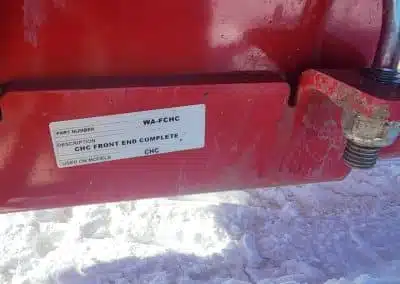 PART NUMBER WA-FCHC
DESCRIPTION
CHC FRONT END COMPLETE
USED ON MODELS CHC